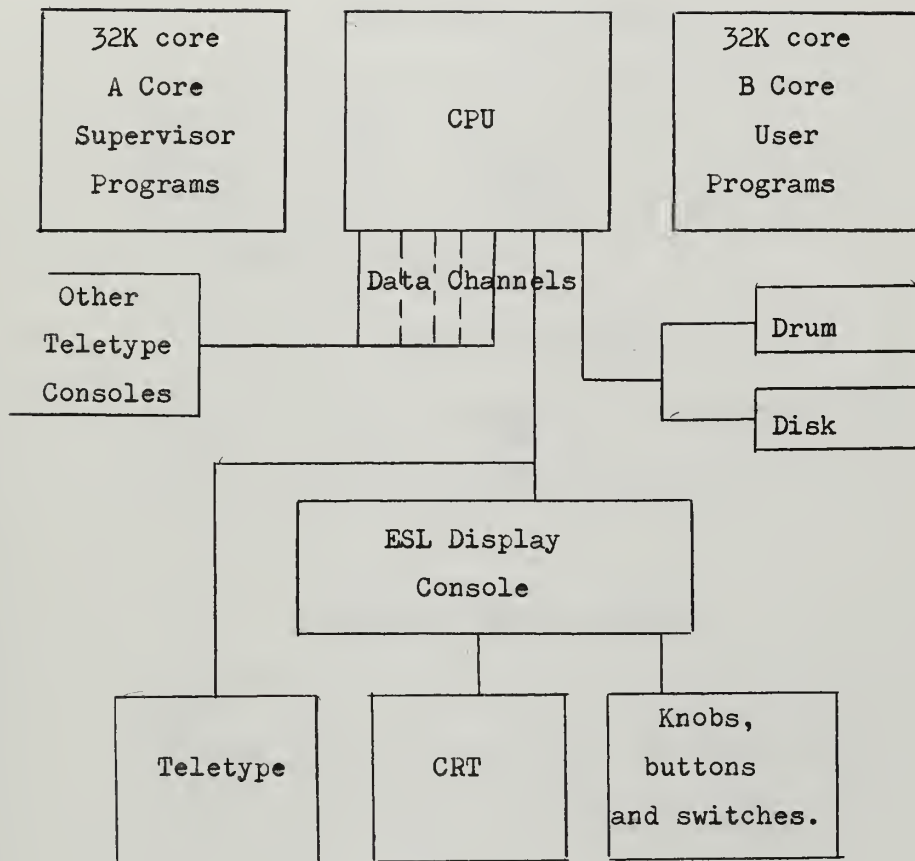 32K core
A Core
Supervisor
Programs
CPU
32K core
B Core
User
Programs
Data Channels
Other
Teletype
Consoles
Drum
Disk
ESL Display
Console
Teletype
CRT
Knobs,
buttons
and switches.